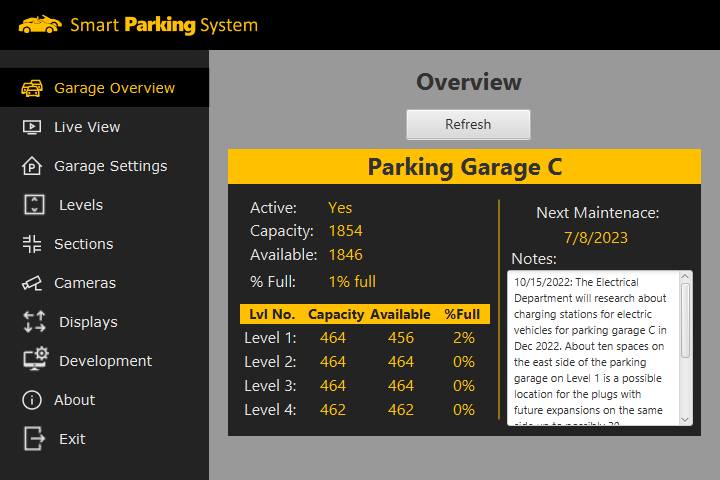 Smart Parking System
Garage Overview
Live View
Garage Settings
Levels
Sections
Cameras
Displays
Development
About
Exit
Overview
Refresh
Parking Garage C
Active: Yes
Capacity: 1854
Available: 1846
% Full: 1% full
Lvl No. Capacity Available %Full
Level 1: 464 456 2%
Level 2: 464 464 0%
Level 3: 464 464 0%
Level 4: 462 462 0%
Next Maintenace:
7/8/2023
Notes:
10/15/2022: The Electrical
Department will research about
charging stations for electric
vehicles for parking garage C in
Dec 2022. About ten spaces on
the east side of the parking
garage on Level 1 is a possible
location for the plugs with
future expansions on the same
side up to possibly 20